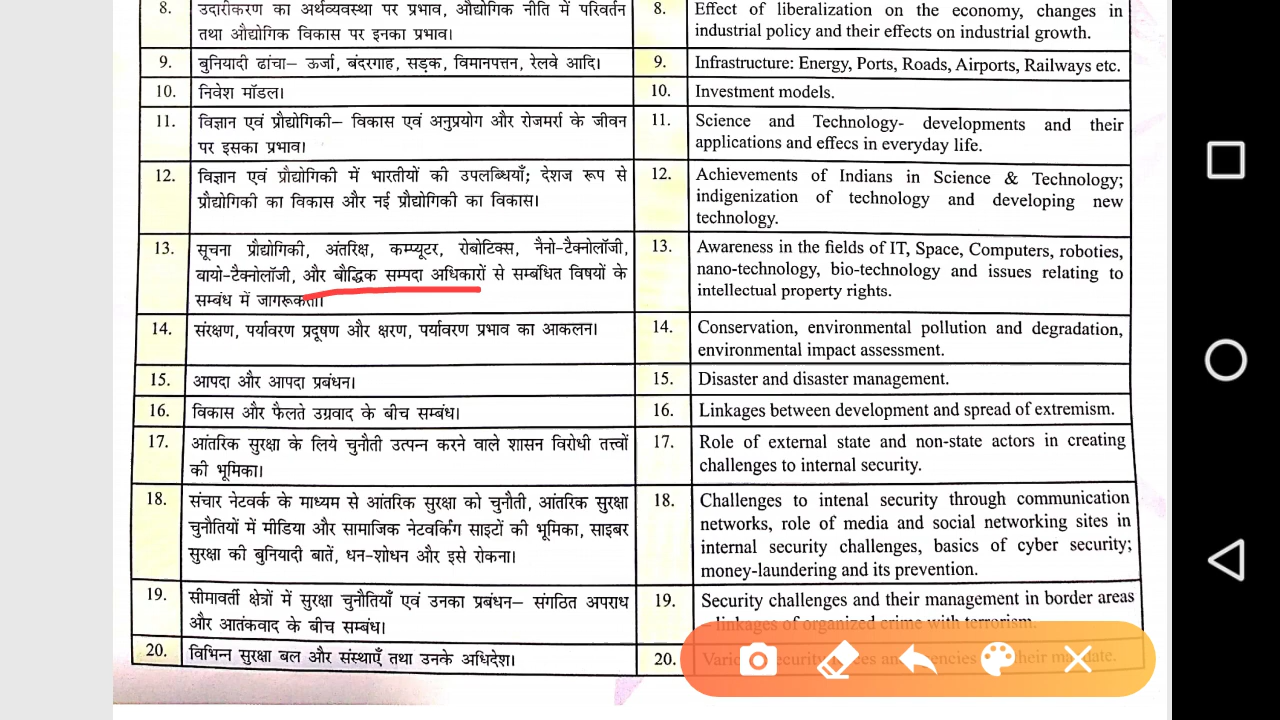 8. उदारीकरण का अर्थव्यवस्था पर प्रभाव, औद्योगिक नीति में परिवर्तन
तथा औद्योगिक विकास पर इनका प्रभाव।
8. Effect of liberalization on the economy, changes in
industrial policy and their effects on industrial growth.
9. बुनियादी ढांचा– ऊर्जा, बंदरगाह, सड़क, विमानपत्तन, रेलवे आदि।
9. Infrastructure: Energy, Ports, Roads, Airports, Railways etc.
10. निवेश मॉडल।
10. Investment models.
11. विज्ञान एवं प्रौद्योगिकी– विकास एवं अनुप्रयोग और रोजमर्रा के जीवन
पर इसका प्रभाव।
11. Science and Technology- developments and their
applications and effecs in everyday life.
12. विज्ञान एवं प्रौद्योगिकी में भारतीयों की उपलब्धियाँ; देशज रूप से
प्रौद्योगिकी का विकास और नई प्रौद्योगिकी का विकास।
12. Achievements of Indians in Science & Technology;
indigenization of technology and developing new
technology.
13. सूचना प्रौद्योगिकी, अंतरिक्ष, कम्प्यूटर, रोबोटिक्स, नैनो-टैक्नोलॉजी,
बायो-टैक्नोलॉजी, और बौद्धिक सम्पदा अधिकारों से सम्बंधित विषयों के
सम्बंध में जागरूकता।
13. Awareness in the fields of IT, Space, Computers, roboties,
nano-technology, bio-technology and issues relating to
intellectual property rights.
14. संरक्षण, पर्यावरण प्रदूषण और क्षरण, पर्यावरण प्रभाव का आकलन।
14. Conservation, environmental pollution and degradation,
environmental impact assessment.
15. आपदा और आपदा प्रबंधन।
15. Disaster and disaster management.
16. विकास और फैलते उग्रवाद के बीच सम्बंध।
16. Linkages between development and spread of extremism.
17. आंतरिक सुरक्षा के लिये चुनौती उत्पन्न करने वाले शासन विरोधी तत्त्वों
की भूमिका।
17. Role of external state and non-state actors in creating
challenges to internal security.
18. संचार नेटवर्क के माध्यम से आंतरिक सुरक्षा को चुनौती, आंतरिक सुरक्षा
चुनौतियों में मीडिया और सामाजिक नेटवर्किंग साइटों की भूमिका, साइबर
सुरक्षा की बुनियादी बातें, धन-शोधन और इसे रोकना।
18. Challenges to intenal security through communication
networks, role of media and social networking sites in
internal security challenges, basics of cyber security;
money-laundering and its prevention.
19. सीमावर्ती क्षेत्रों में सुरक्षा चुनौतियाँ एवं उनका प्रबंधन– संगठित अपराध
और आतंकवाद के बीच सम्बंध।
19. Security challenges and their management in border areas
– linkages of organized crime with terrorism.
20. विभिन्न सुरक्षा बल और संस्थाएँ तथा उनके अधिदेश।
20.